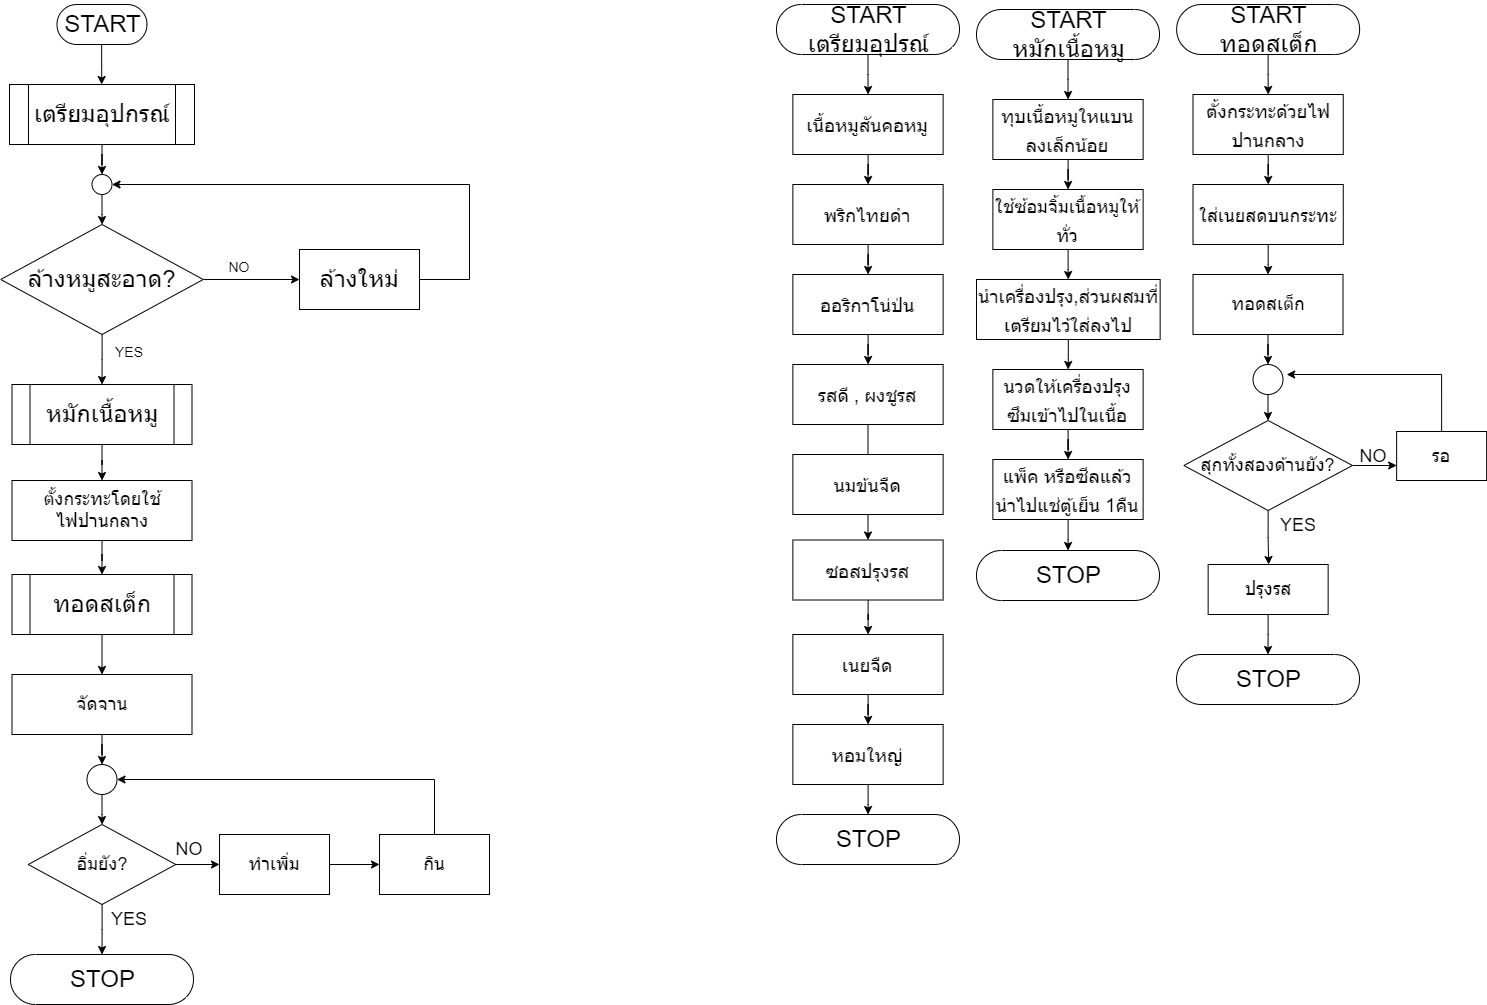 START
เตรียมอุปกรณ์
ล้างหมูสะอาด?
NO
ล้างใหม่
YES
หมักเนื้อหมู
ตั้งกระทะโดยใช้
ไฟปานกลาง
ทอดสเต็ก
จัดจาน
อิ่มยัง?
NO
ทำเพิ่ม
กิน
YES
STOP
START
เตรียมอุปรณ์
เนื้อหมูสันคอหมู
พริกไทยดำ
ออริกาโน่ป่น
รสดี , ผงชูรส
นมข้นจืด
ซอสปรุงรส
เนยจืด
หอมใหญ่
STOP
START
หมักเนื้อหมู
ทุบเนื้อหมูใหแบน
ลงเล็กน้อย
ใช้ซ้อมจิ้มเนื้อหมูให้
ทั่ว
นำเครื่องปรุง,ส่วนผสมที่
เตรียมไว้ใส่ลงไป
นวดให้เครื่องปรุง
ซึมเข้าไปในเนื้อ
แพ็ค หรือซีลแล้ว
นำไปแช่ตู้เย็น 1คืน
STOP
START
ทอดสเต็ก
ตั้งกระทะด้วยไฟ
ปานกลาง
ใส่เนยสดบนกระทะ
ทอดสเต็ก
สุกทั้งสองด้านยัง?
NO
รอ
YES
ปรุงรส
STOP